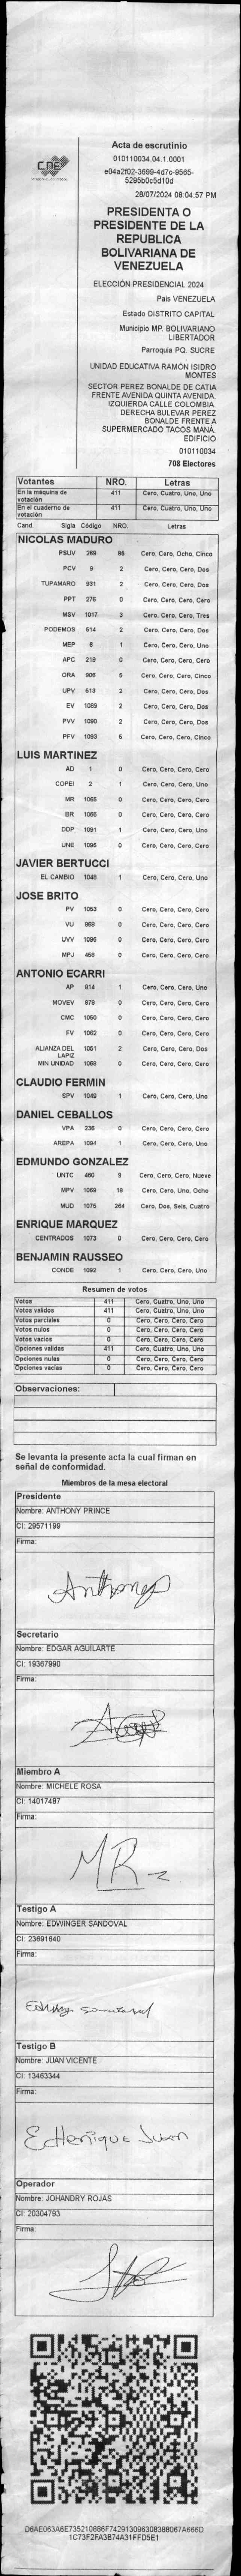 CNE
Acta de escrutinio
010110034.04.1.0001
e04a2f02-3699-4d7c-9565-
5295b0c5d10d
28/07/2024 08:04:57 PM
PRESIDENTA O
PRESIDENTE DE LA
REPUBLICA
BOLIVARIANA DE
VENEZUELA
ELECCIÓN PRESIDENCIAL 2024
Pais VENEZUELA
Estado DISTRITO CAPITAL
Municipio MP. BOLIVARIANO
LIBERTADOR
Parroquia PQ. SUCRE
UNIDAD EDUCATIVA RAMÓN ISIDRO
MONTES
SECTOR PEREZ BONALDE DE CATIA
FRENTE AVENIDA QUINTA AVENIDA.
IZQUIERDA CALLE COLOMBIA.
DERECHA BULEVAR PEREZ
BONALDE FRENTE A
SUPERMERCADO TACOS MANÁ.
EDIFICIO
010110034
708 Electores
Votantes NRO. Letras
En la máquina de votación 411 Cero, Cuatro, Uno, Uno
En el cuaderno de votación 411 Cero, Cuatro, Uno, Uno
Cand. Sigla Código NRO. Letras
NICOLAS MADURO
PSUV 269 85 Cero, Cero, Ocho, Cinco
PCV 9 2 Cero, Cero, Cero, Dos
TUPAMARO 931 2 Cero, Cero, Cero, Dos
PPT 276 0 Cero, Cero, Cero, Cero
MSV 1017 3 Cero, Cero, Cero, Tres
PODEMOS 514 2 Cero, Cero, Cero, Dos
MEP 8 1 Cero, Cero, Cero, Uno
APC 219 0 Cero, Cero, Cero, Cero
ORA 906 5 Cero, Cero, Cero, Cinco
UPV 513 2 Cero, Cero, Cero, Dos
EV 1089 2 Cero, Cero, Cero, Dos
PVV 1090 2 Cero, Cero, Cero, Dos
PFV 1093 5 Cero, Cero, Cero, Cinco
LUIS MARTINEZ
AD 1 0 Cero, Cero, Cero, Cero
COPEI 2 1 Cero, Cero, Cero, Uno
MR 1065 0 Cero, Cero, Cero, Cero
BR 1066 0 Cero, Cero, Cero, Cero
DDP 1091 1 Cero, Cero, Cero, Uno
UNE 1095 0 Cero, Cero, Cero, Cero
JAVIER BERTUCCI
EL CAMBIO 1048 1 Cero, Cero, Cero, Uno
JOSE BRITO
PV 1053 0 Cero, Cero, Cero, Cero
VU 989 0 Cero, Cero, Cero, Cero
UVV 1096 0 Cero, Cero, Cero, Cero
MPJ 458 0 Cero, Cero, Cero, Cero
ANTONIO ECARRI
AP 914 1 Cero, Cero, Cero, Uno
MOVEV 979 0 Cero, Cero, Cero, Cero
CMC 1050 0 Cero, Cero, Cero, Cero
FV 1062 0 Cero, Cero, Cero, Cero
ALIANZA DEL LAPIZ 1051 2 Cero, Cero, Cero, Dos
MIN UNIDAD 1068 0 Cero, Cero, Cero, Cero
CLAUDIO FERMIN
SPV 1049 1 Cero, Cero, Cero, Uno
DANIEL CEBALLOS
VPA 236 0 Cero, Cero, Cero, Cero
AREPA 1094 1 Cero, Cero, Cero, Uno
EDMUNDO GONZALEZ
UNTC 460 9 Cero, Cero, Cero, Nueve
MPV 1069 18 Cero, Cero, Uno, Ocho
MUD 1075 264 Cero, Dos, Seis, Cuatro
ENRIQUE MARQUEZ
CENTRADOS 1073 0 Cero, Cero, Cero, Cero
BENJAMIN RAUSSEO
CONDE 1092 1 Cero, Cero, Cero, Uno
Resumen de votos
Votos 411 Cero, Cuatro, Uno, Uno
Votos validos 411 Cero, Cuatro, Uno, Uno
Votos parciales 0 Cero, Cero, Cero, Cero
Votos nulos 0 Cero, Cero, Cero, Cero
Votos vacios 0 Cero, Cero, Cero, Cero
Opciones validas 411 Cero, Cuatro, Uno, Uno
Opciones nulas 0 Cero, Cero, Cero, Cero
Opciones vacias 0 Cero, Cero, Cero, Cero
Observaciones:
Se levanta la presente acta la cual firman en
señal de conformidad.
Miembros de la mesa electoral
Presidente
Nombre: ANTHONY PRINCE
CI: 29571199
Firma:
Anthony
Secretario
Nombre: EDGAR AGUILARTE
CI: 19367990
Firma:
Miembro A
Nombre: MICHELE ROSA
CI: 14017487
Firma:
MR
Testigo A
Nombre: EDWINGER SANDOVAL
CI: 23691640
Firma:
Testigo B
Nombre: JUAN VICENTE
CI: 13463344
Firma:
Juan
Operador
Nombre: JOHANDRY ROJAS
CI: 20304793
Firma:
D6AE063A6E735210886F742913096308388067A666D
1C73F2FA3B74A31FFD5E1